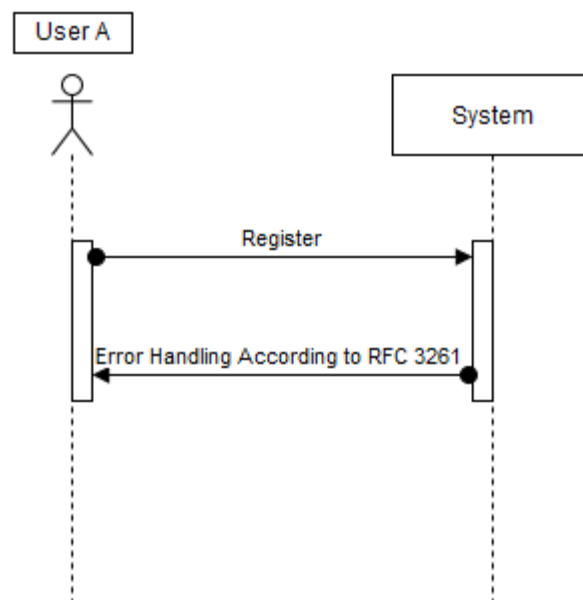 User A
System
Register
Error Handling According to RFC 3261